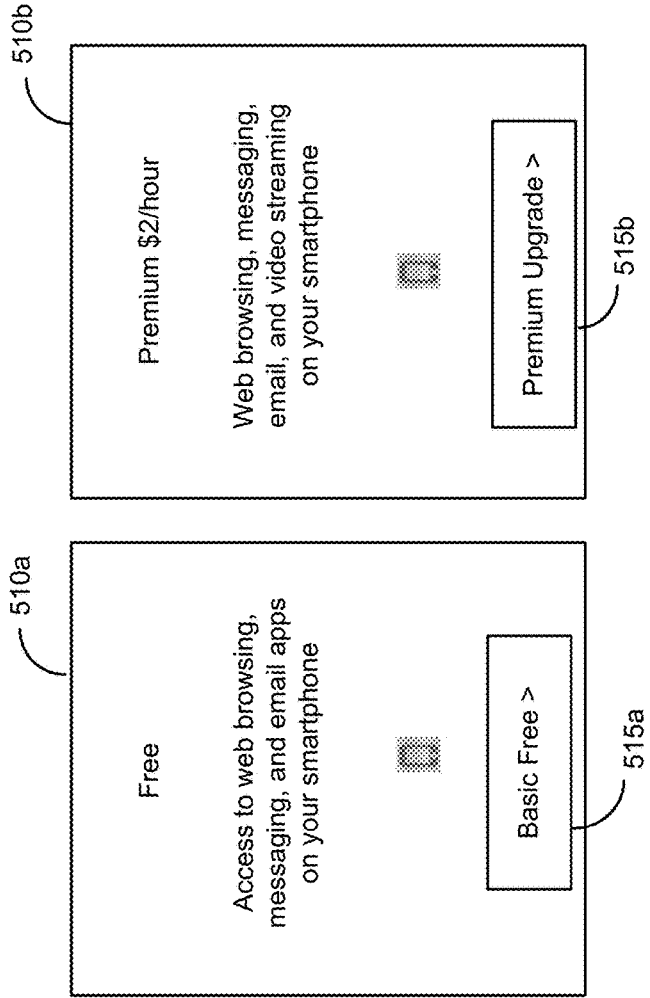 510a
Free
Access to web browsing,
messaging, and email apps
on your smartphone
Basic Free >
515a
510b
Premium $2/hour
Web browsing, messaging,
email, and video streaming
on your smartphone
Premium Upgrade >
515b